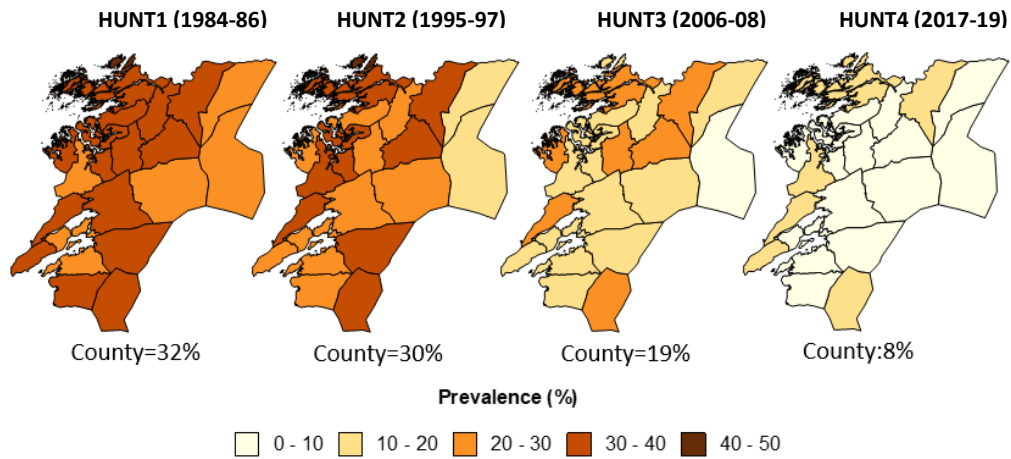 HUNT1 (1984-86) HUNT2 (1995-97) HUNT3 (2006-08) HUNT4 (2017-19)
County=32% County=30% County=19% County:8%
Prevalence (%)
0 - 10 10 - 20 20 - 30 30 - 40 40 - 50